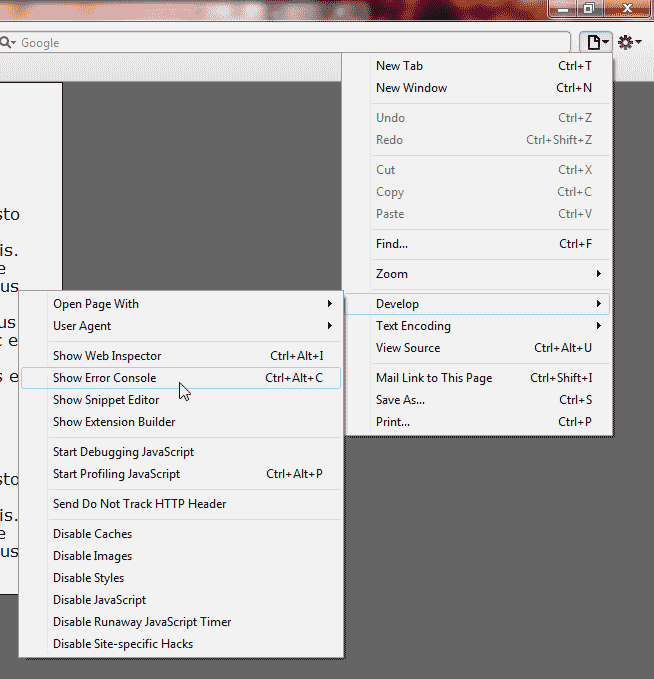 Google
New Tab Ctrl+T
New Window Ctrl+N
Undo Ctrl+Z
Redo Ctrl+Shift+Z
Cut Ctrl+X
Copy Ctrl+C
Paste Ctrl+V
Find... Ctrl+F
Zoom
Develop
Text Encoding
View Source Ctrl+Alt+U
Mail Link to This Page Ctrl+Shift+I
Save As... Ctrl+S
Print... Ctrl+P
Open Page With
User Agent
Show Web Inspector Ctrl+Alt+I
Show Error Console Ctrl+Alt+C
Show Snippet Editor
Show Extension Builder
Start Debugging JavaScript
Start Profiling JavaScript Ctrl+Alt+P
Send Do Not Track HTTP Header
Disable Caches
Disable Images
Disable Styles
Disable JavaScript
Disable Runaway JavaScript Timer
Disable Site-specific Hacks
sto
is.
e
us
us
c e
s e
sto
is.
e
us